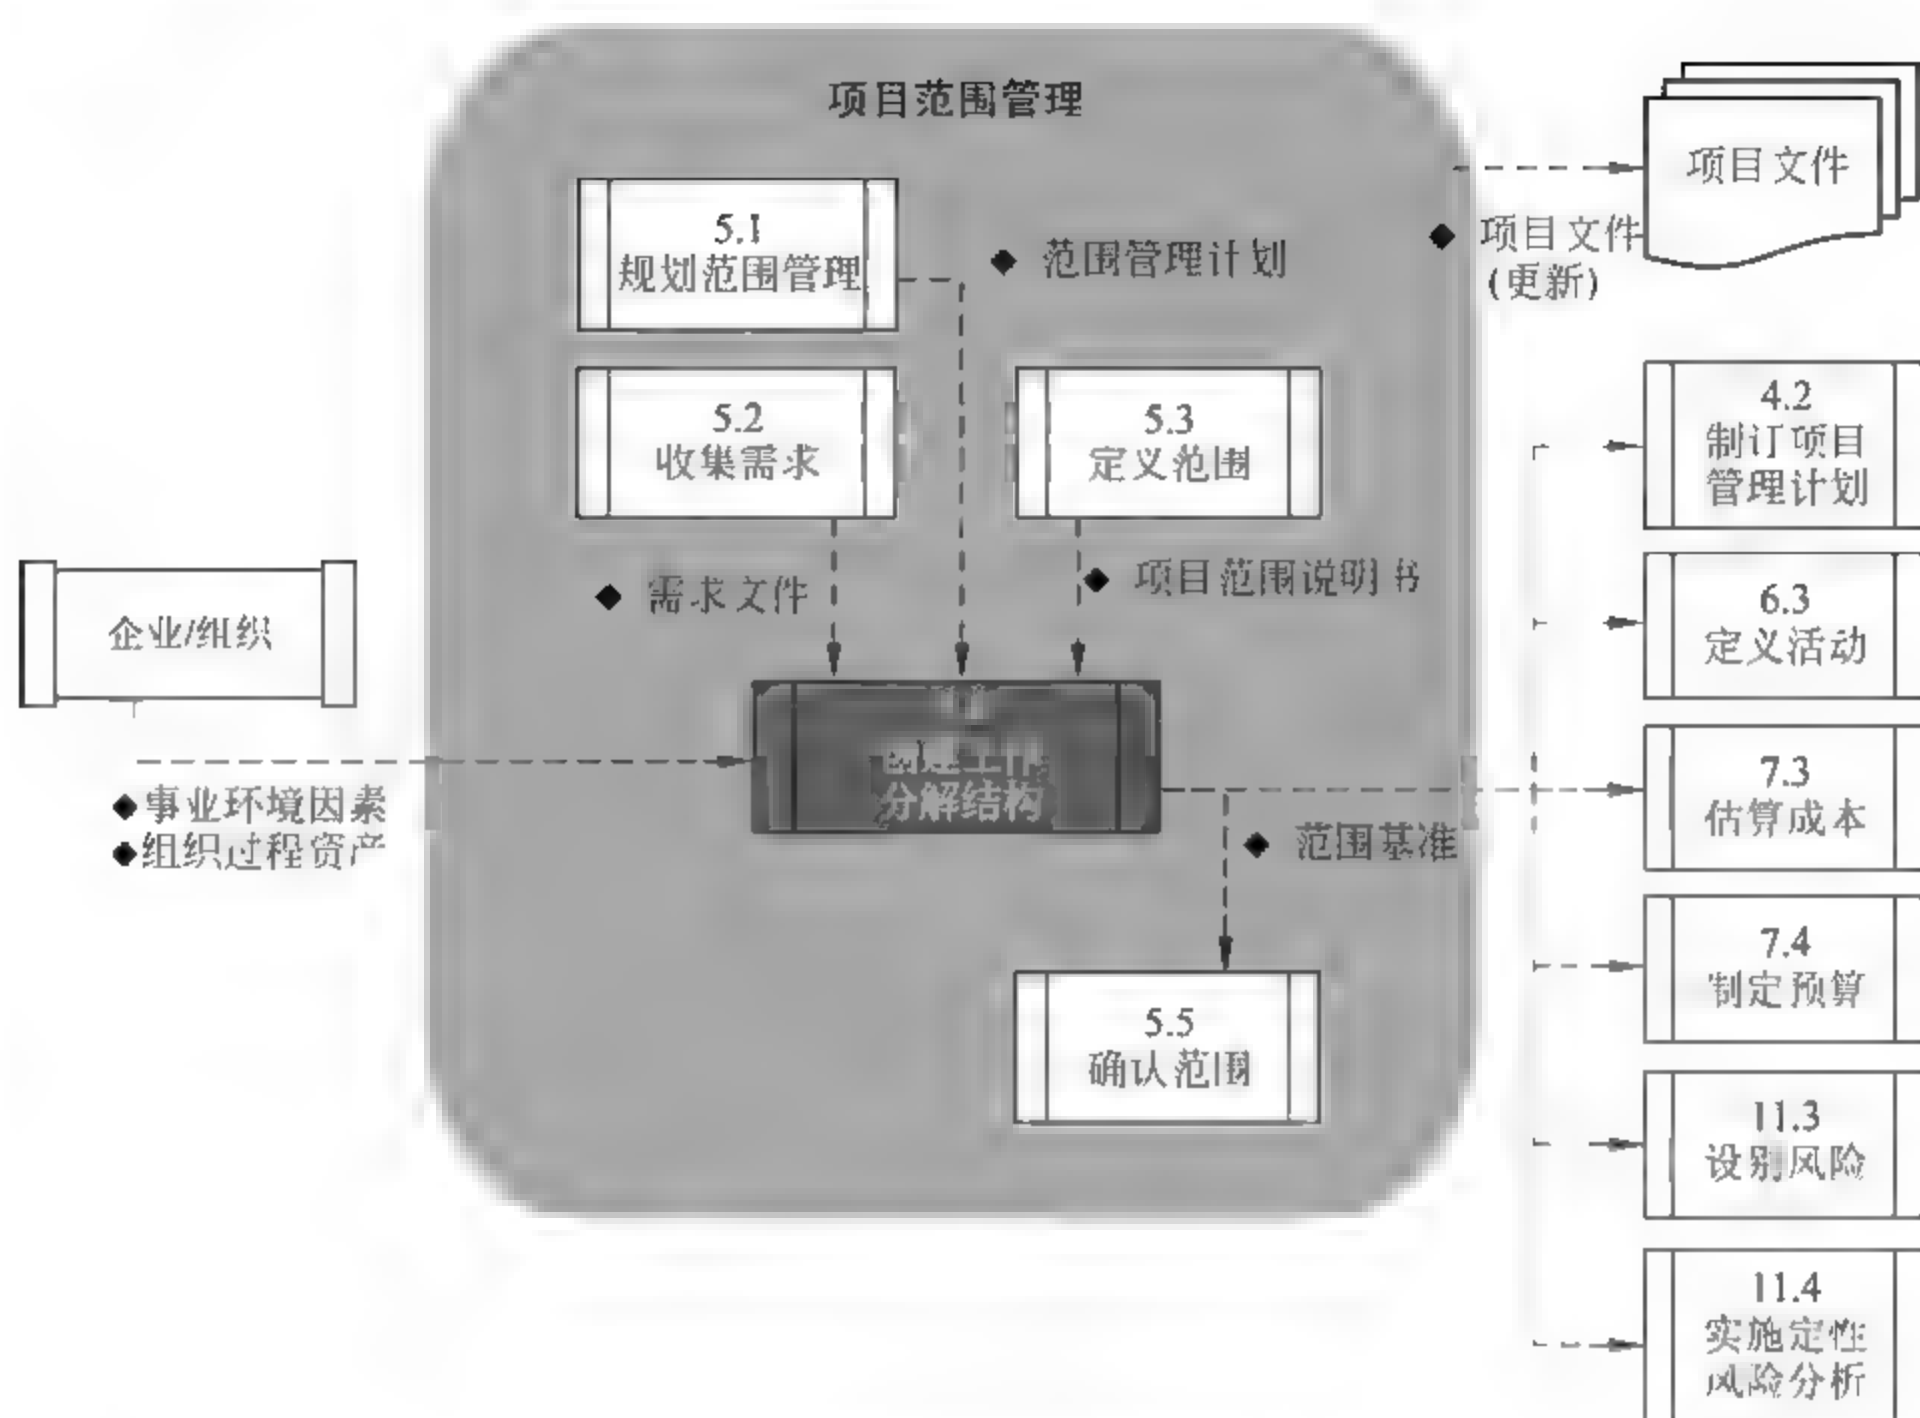 项目范围管理
5.1
规划范围管理
范围管理计划
项目文件
项目文件
(更新)
5.2
收集需求
5.3
定义范围
需求文件
项目范围说明书
企业/组织
事业环境因素
组织过程资产
创建工作
分解结构
范围基准
5.5
确认范围
4.2
制订项目
管理计划
6.3
定义活动
7.3
估算成本
7.4
制定预算
11.3
设别风险
11.4
实施定性
风险分析